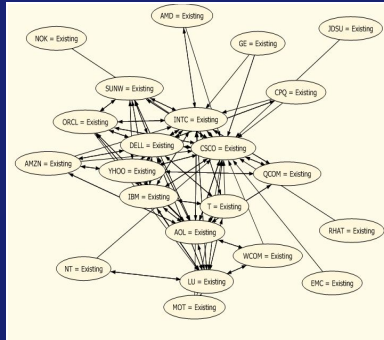 AMD = Existing
JDSU = Existing
NOK = Existing
GE = Existing
SUNW = Existing
CPQ = Existing
ORCL = Existing
INTC = Existing
DELL = Existing
CSCO = Existing
AMZN = Existing
YHOO = Existing
QCOM = Existing
IBM = Existing
T = Existing
AOL = Existing
RHAT = Existing
NT = Existing
WCOM = Existing
LU = Existing
EMC = Existing
MOT = Existing